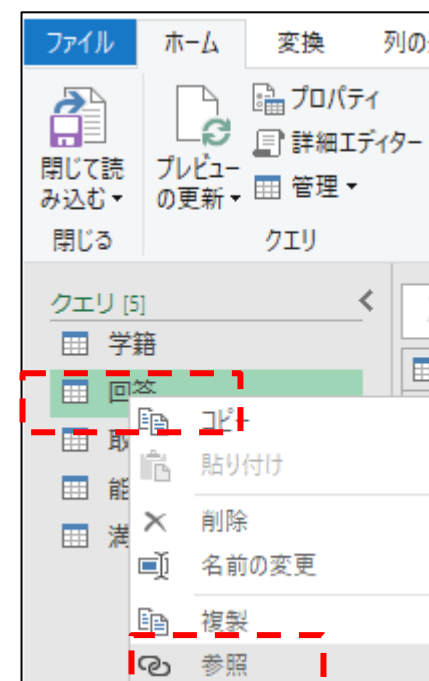 ファイル ホーム 変換 列の
閉じて読み込む
プレビューの更新
プロパティ
詳細エディター
管理
閉じる クエリ
クエリ [5]
学籍
回答
取
能
満
コピー
貼り付け
削除
名前の変更
複製
参照